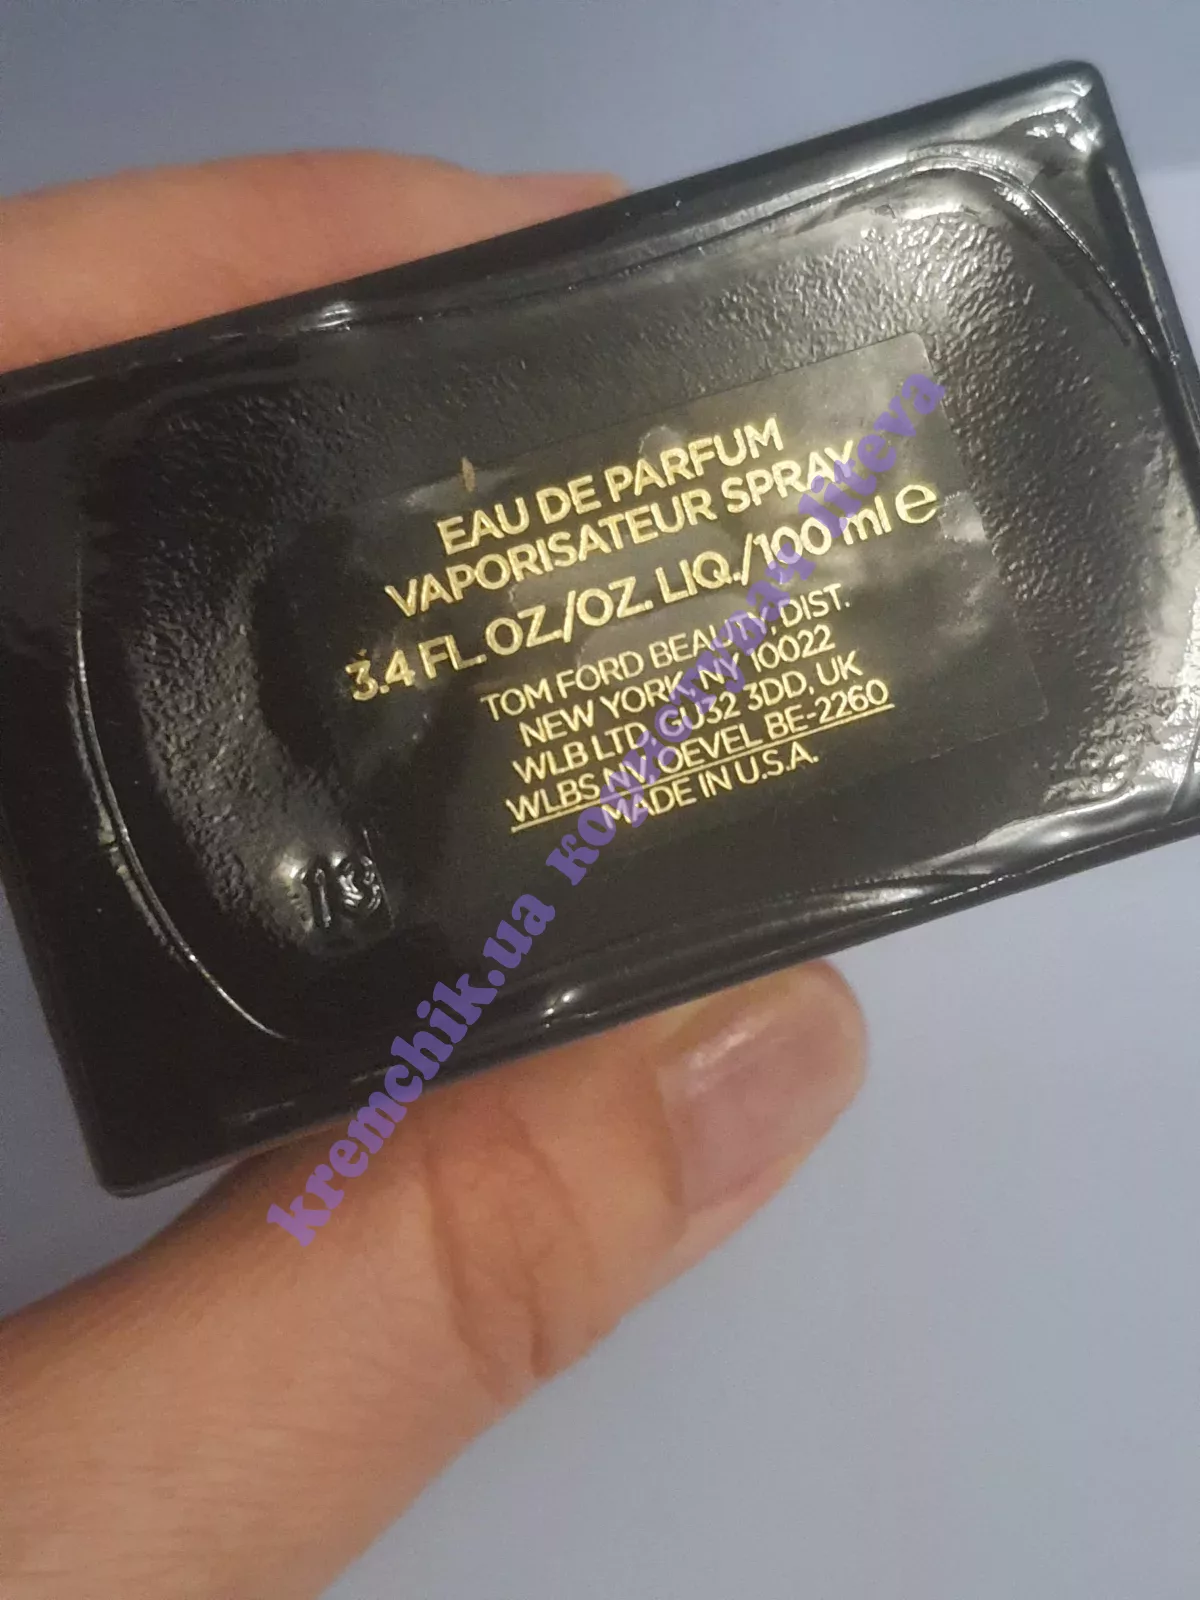 EAU DE PARFUM
VAPORISATEUR SPRAY
3.4 FL. OZ./OZ. LIQ./100 ml e
TOM FORD BEAUTY, DIST.
NEW YORK, NY 10022
WLB LTD, GU32 3DD, UK
WLBS NV, OEVEL BE-2260
MADE IN U.S.A.
13
kremchik.ua